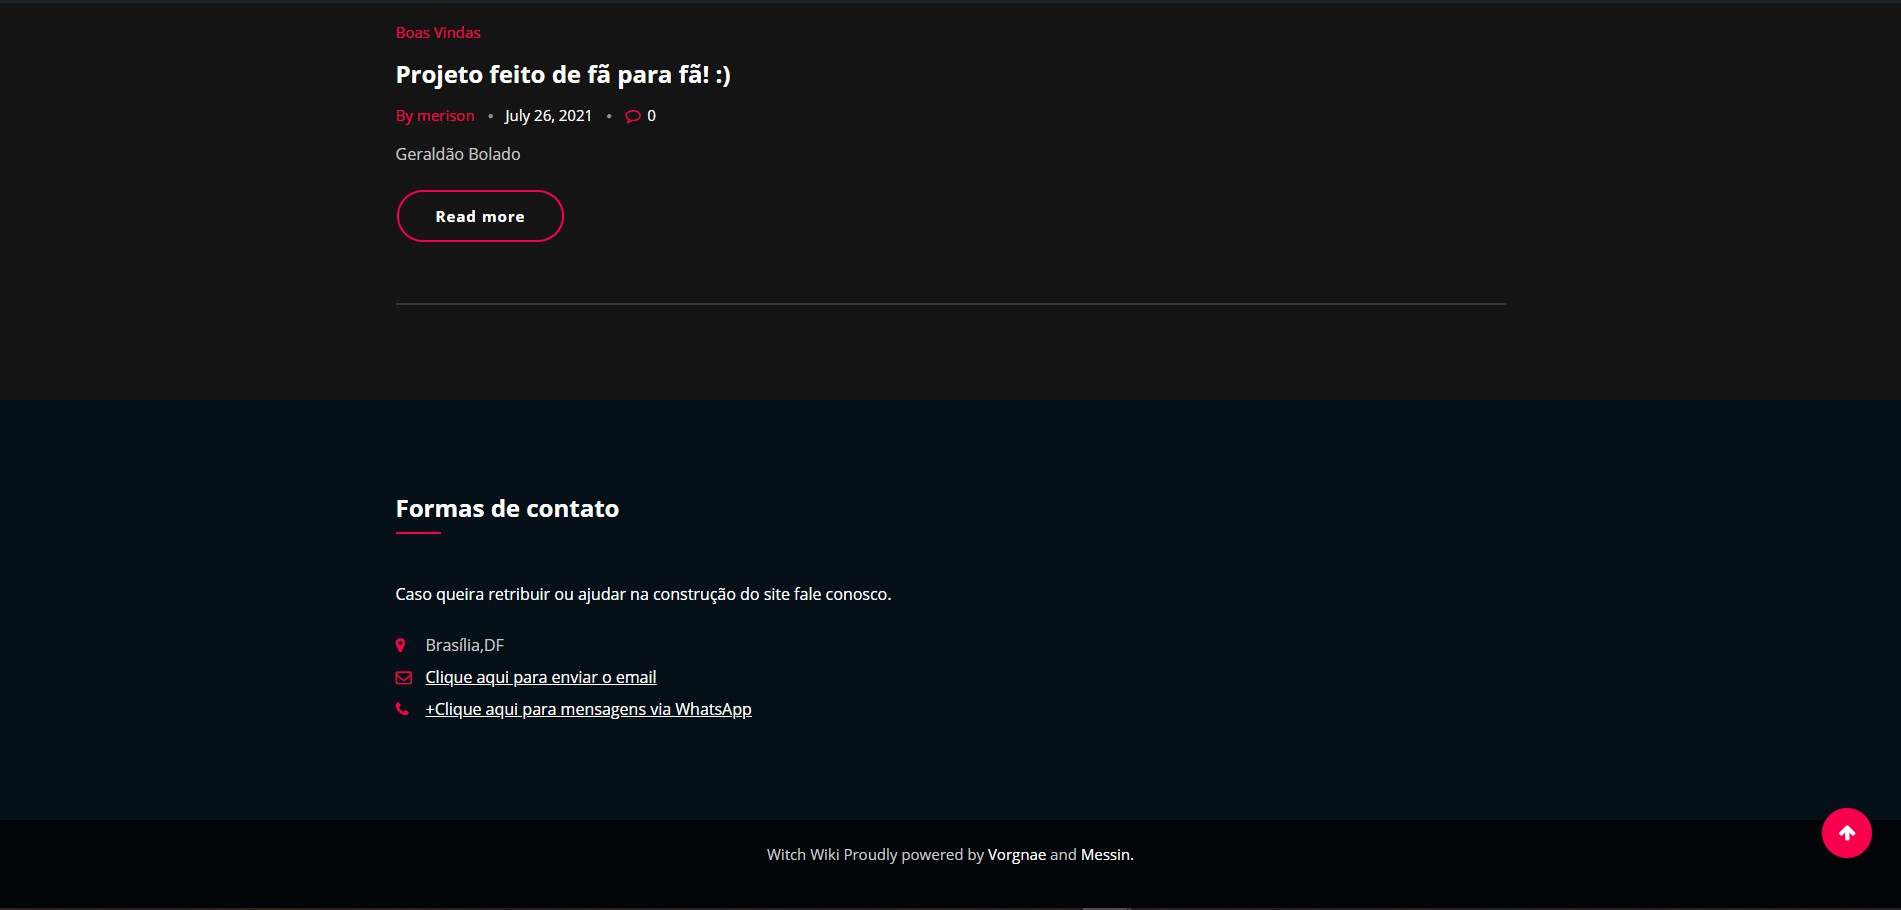 Boas Vindas
Projeto feito de fã para fã! :)
By merison • July 26, 2021 • 0
Geraldão Bolado
Read more
Formas de contato
Caso queira retribuir ou ajudar na construção do site fale conosco.
Brasília,DF
Clique aqui para enviar o email
+Clique aqui para mensagens via WhatsApp
Witch Wiki Proudly powered by Vorgnae and Messin.